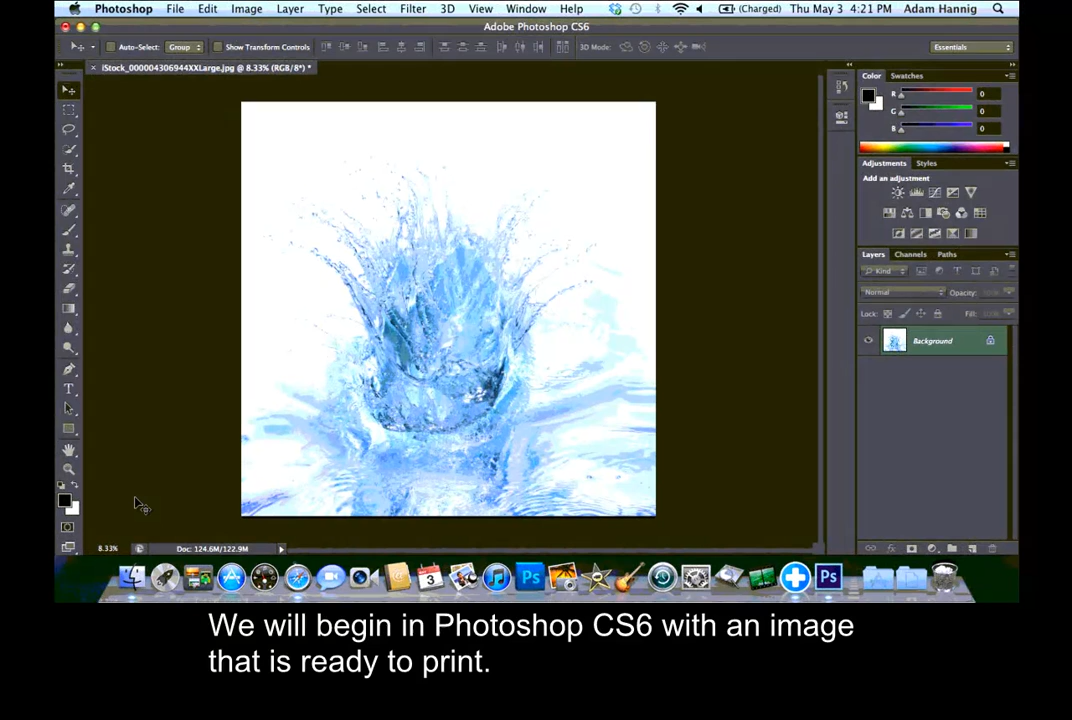 Photoshop File Edit Image Layer Type Select Filter 3D View Window Help (Charged) Thu May 3 4:21 PM Adam Hannig
Adobe Photoshop CS6
Auto-Select: Group Show Transform Controls 3D Mode: Essentials
× iStock_000004306944XXLarge.jpg @ 8.33% (RGB/8*) *
Color Swatches
R 0
G 0
B 0
Adjustments Styles
Add an adjustment
Layers Channels Paths
Kind
Normal Opacity:
Lock: Fill:
Background
8.33% Doc: 124.6M/122.9M
We will begin in Photoshop CS6 with an image
that is ready to print.